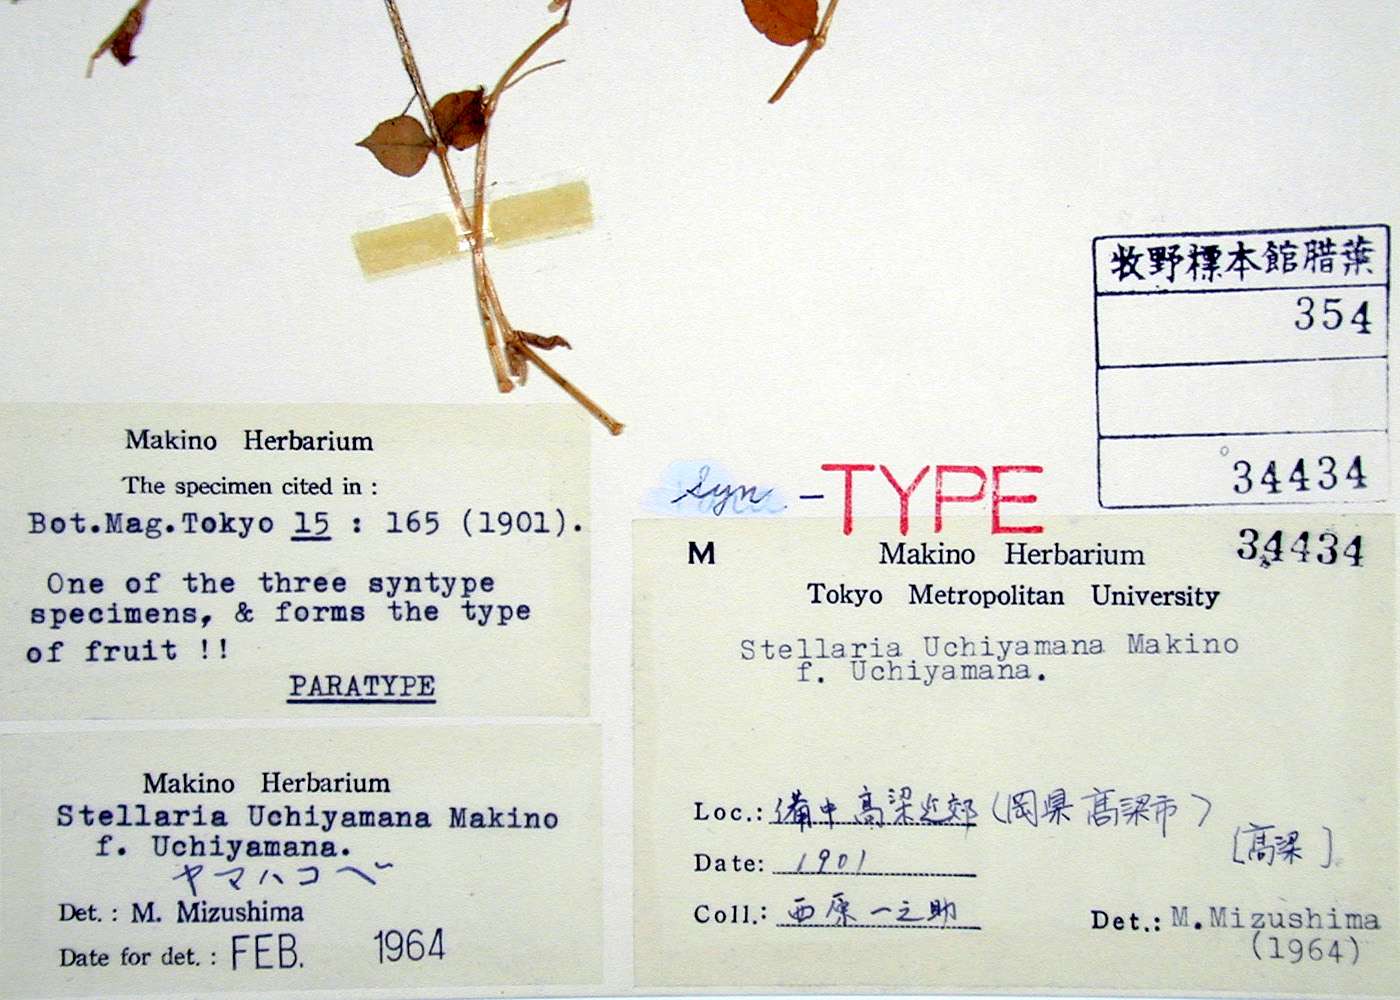 牧野標本館腊葉
354
34434
Makino Herbarium
The specimen cited in :
Bot.Mag.Tokyo 15 : 165 (1901).
One of the three syntype
specimens, & forms the type
of fruit !!
PARATYPE
Makino Herbarium
Stellaria Uchiyamana Makino
f. Uchiyamana.
ヤマハコベ
Det. : M. Mizushima
Date for det. : FEB. 1964
Syn -TYPE
M Makino Herbarium 34434
Tokyo Metropolitan University
Stellaria Uchiyamana Makino
f. Uchiyamana.
Loc.: 備中高梁近郊 (岡県高梁市)
[高梁]
Date: 1901
Coll.: 西原一之助
Det.: M.Mizushima
(1964)